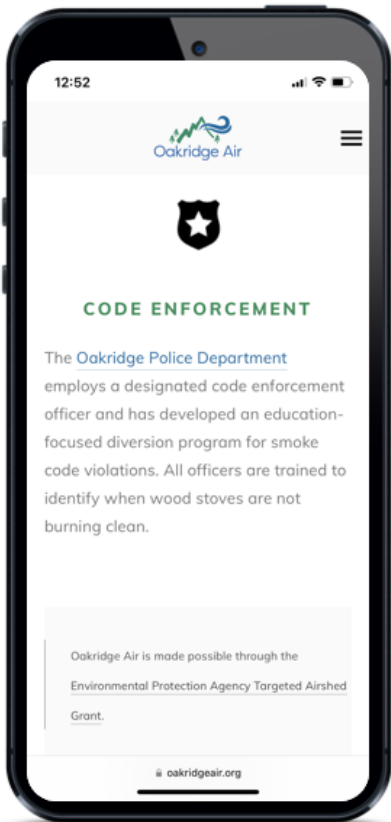 12:52
Oakridge Air
CODE ENFORCEMENT
The Oakridge Police Department
employs a designated code enforcement
officer and has developed an education-
focused diversion program for smoke
code violations. All officers are trained to
identify when wood stoves are not
burning clean.
Oakridge Air is made possible through the
Environmental Protection Agency Targeted Airshed
Grant.
oakridgeair.org